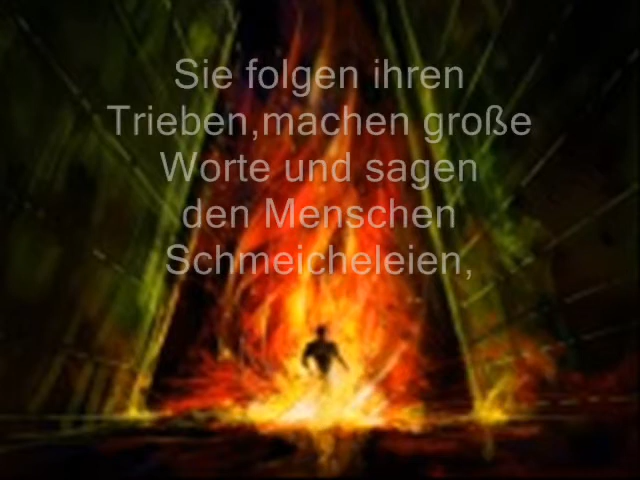 Sie folgen ihren
Trieben,machen große
Worte und sagen
den Menschen
Schmeicheleien,